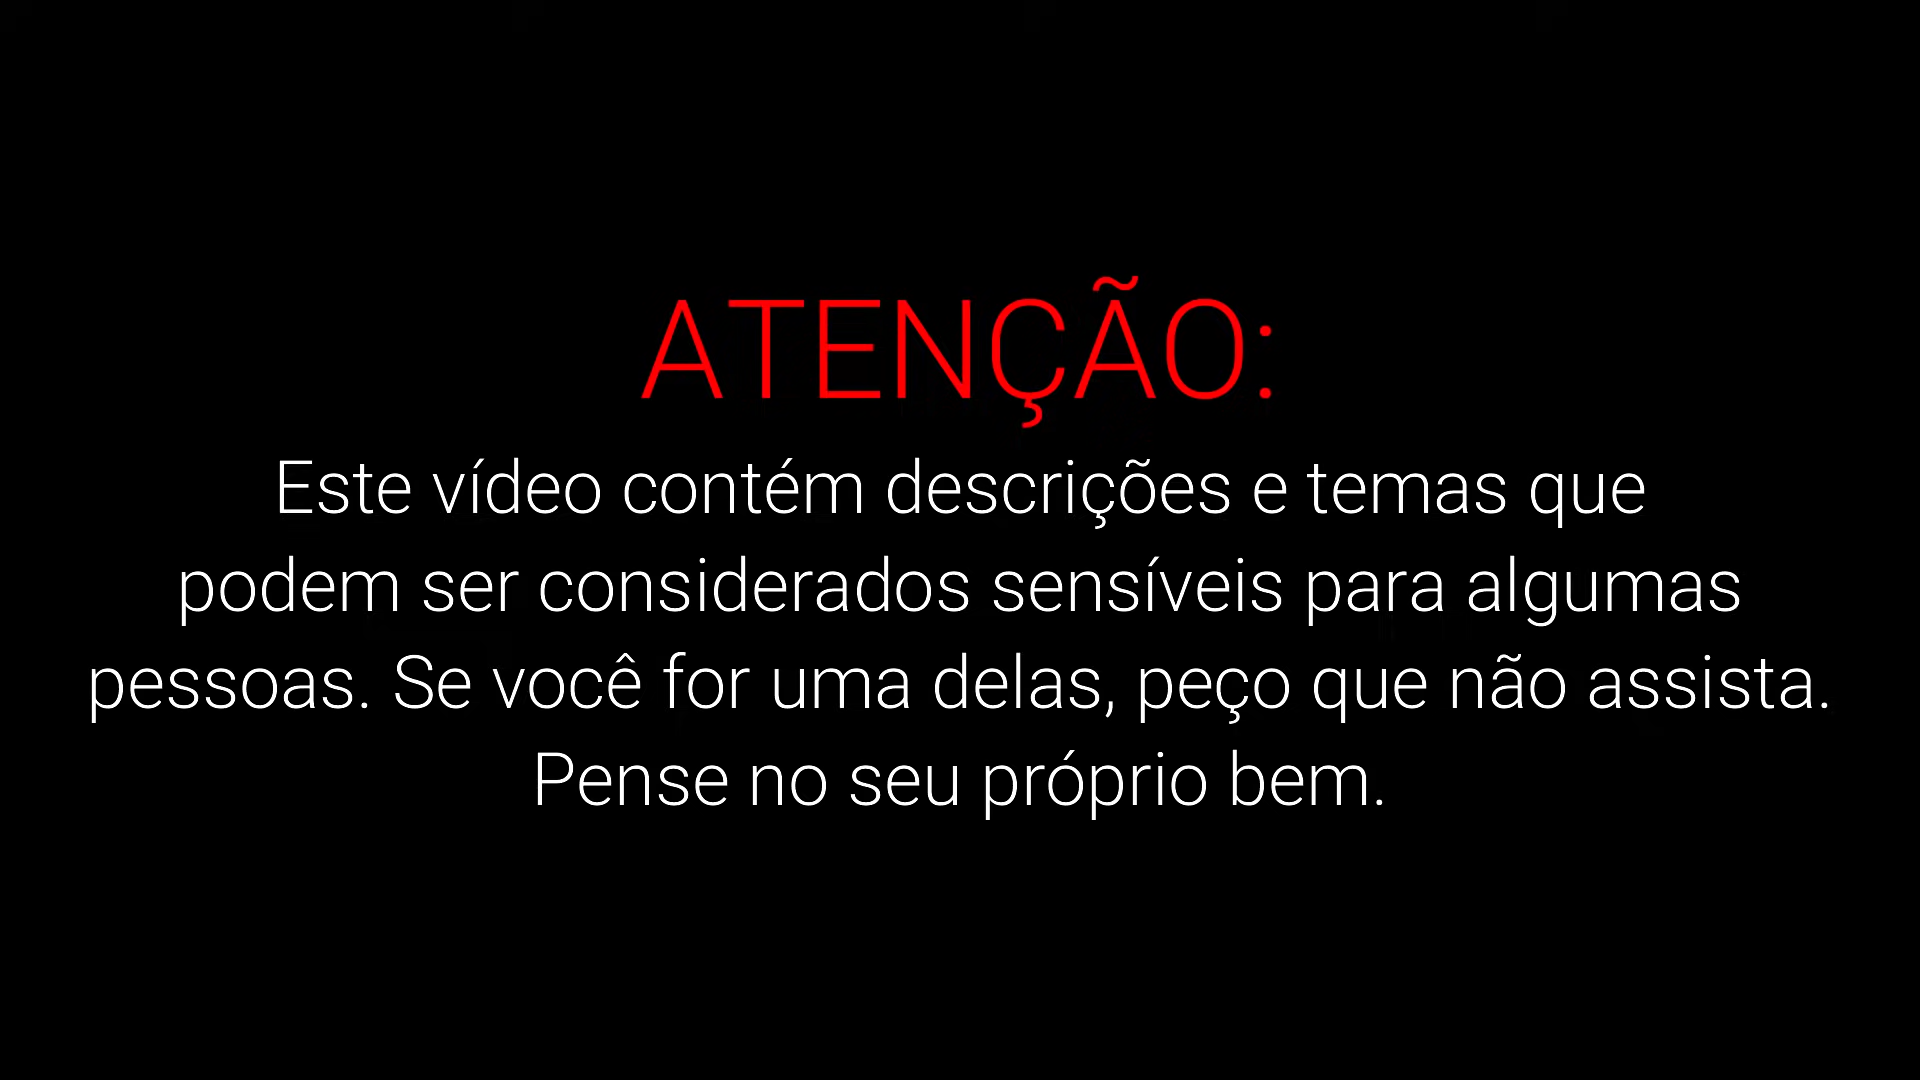 ATENÇÃO:
Este vídeo contém descrições e temas que
podem ser considerados sensíveis para algumas
pessoas. Se você for uma delas, peço que não assista.
Pense no seu próprio bem.